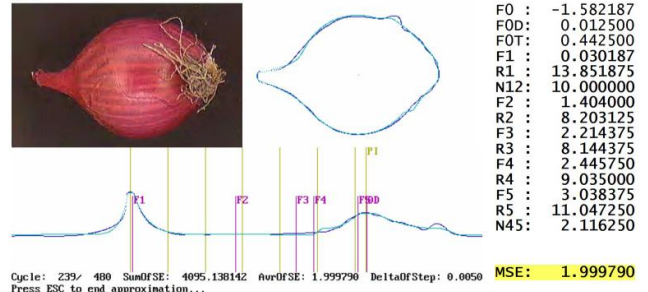 F0 : -1.582187
F0D: 0.012500
F0T: 0.442500
F1 : 0.030187
R1 : 13.851875
N12: 10.000000
F2 : 1.404000
R2 : 8.203125
F3 : 2.214375
R3 : 8.144375
F4 : 2.445750
R4 : 9.035000
F5 : 3.038375
R5 : 11.047250
N45: 2.116250
MSE: 1.999790
PI
F1 F2 F3 F4
Cycle: 239/ 480 SumOfSE: 4095.138142 AvrOfSE: 1.999790 DeltaOfStep: 0.0050
Press ESC to end approximation...